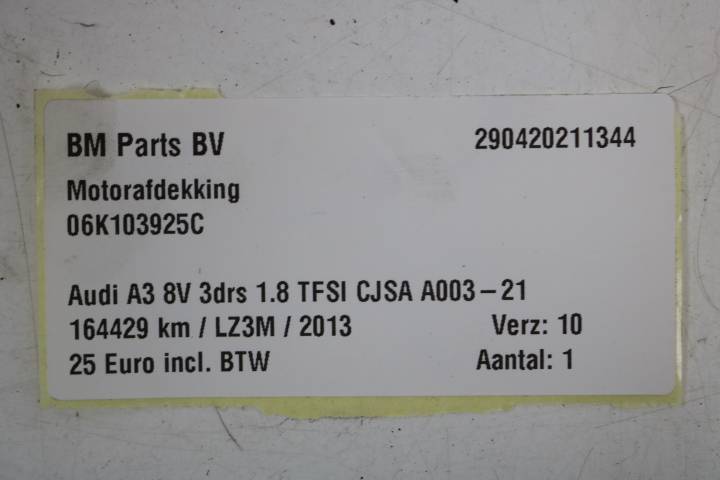 BM Parts BV 290420211344
Motorafdekking
06K103925C
Audi A3 8V 3drs 1.8 TFSI CJSA A003-21
164429 km / LZ3M / 2013 Verz: 10
25 Euro incl. BTW Aantal: 1